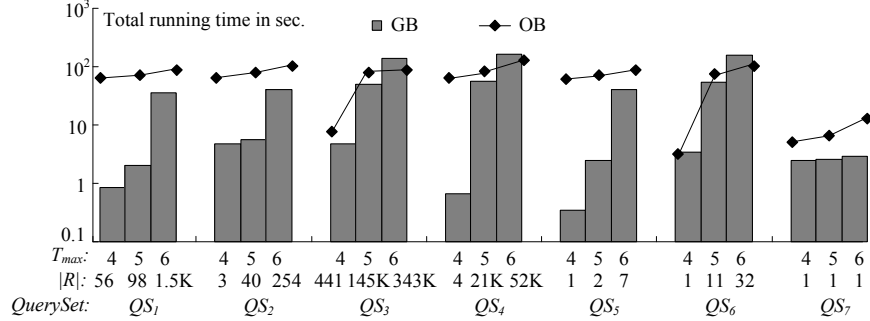 Total running time in sec. GB OB
10³
10²
10
1
0.1
Tmax: 4 5 6 4 5 6 4 5 6 4 5 6 4 5 6 4 5 6 4 5 6
|R|: 56 98 1.5K 3 40 254 441 145K 343K 4 21K 52K 1 2 7 1 11 32 1 1 1
QuerySet: QS₁ QS₂ QS₃ QS₄ QS₅ QS₆ QS₇